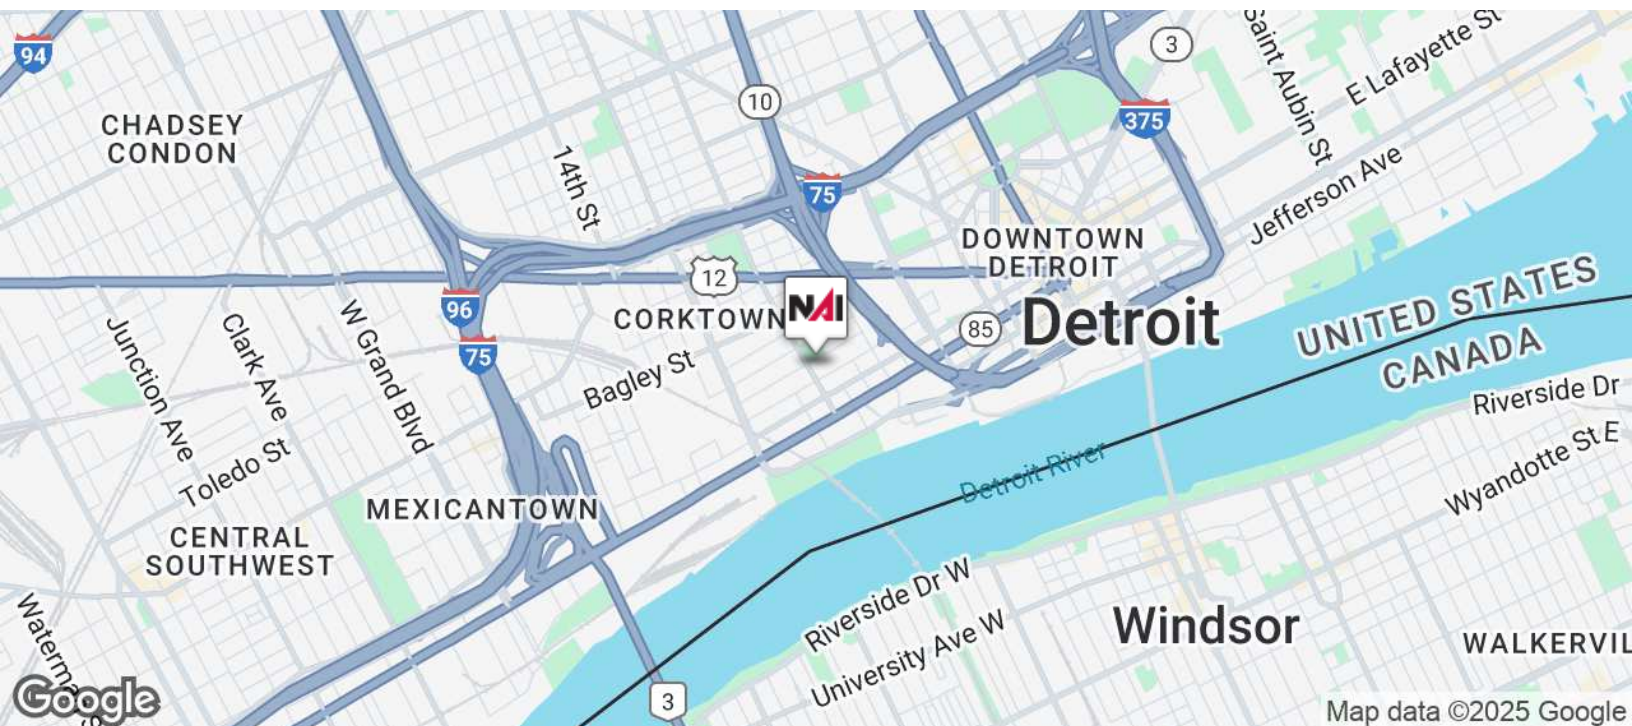 94
3
Saint Aubin St
E Lafayette St
10
375
CHADSEY
CONDON
14th St
75
Jefferson Ave
DOWNTOWN
DETROIT
12
NAI
96
CORKTOWN
85
Detroit
UNITED STATES
CANADA
75
Junction Ave
Clark Ave
W Grand Blvd
Bagley St
Riverside Dr
Wyandotte St E
Toledo St
Detroit River
MEXICANTOWN
CENTRAL
SOUTHWEST
Riverside Dr W
University Ave W
Windsor
WALKERVIL
3
Google
Map data ©2025 Google